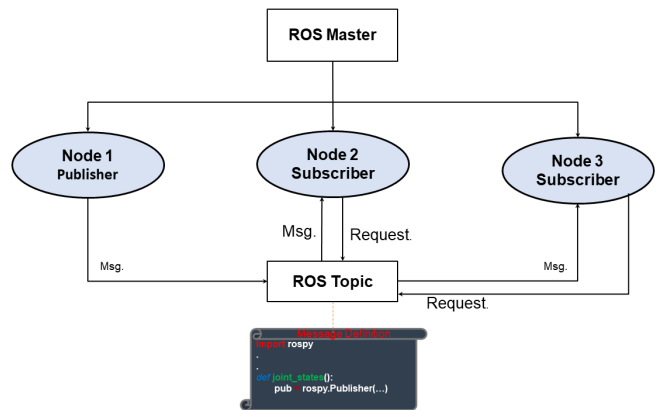 ROS Master
Node 1
Publisher
Node 2
Subscriber
Node 3
Subscriber
Msg.
Request.
Msg.
ROS Topic
Msg.
Request.
Message Definition
import rospy
.
.
def joint_states():
pub = rospy.Publisher(...)